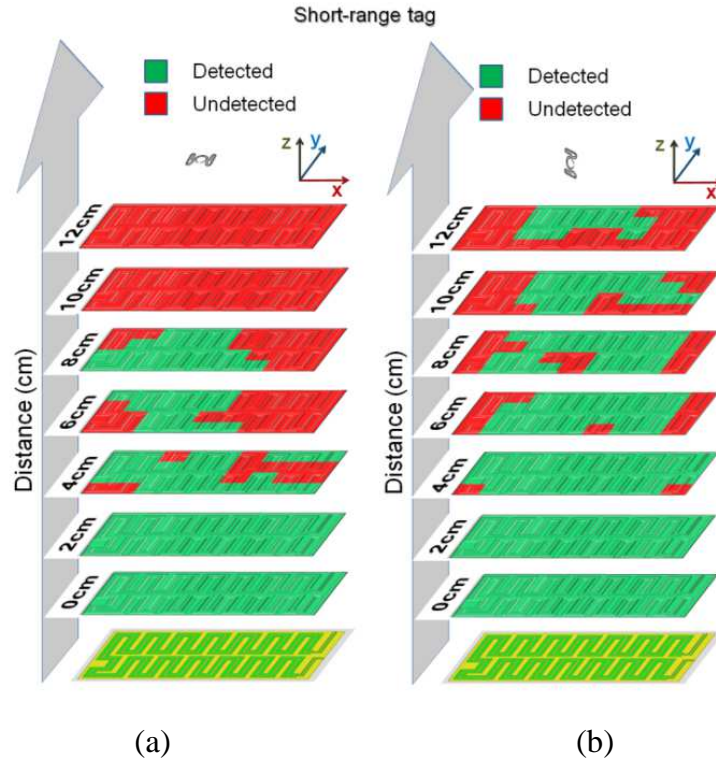 Short-range tag
Detected
Undetected
z
y
x
12cm
10cm
8cm
6cm
4cm
2cm
0cm
Distance (cm)
(a)
Detected
Undetected
z
y
x
12cm
10cm
8cm
6cm
4cm
2cm
0cm
Distance (cm)
(b)